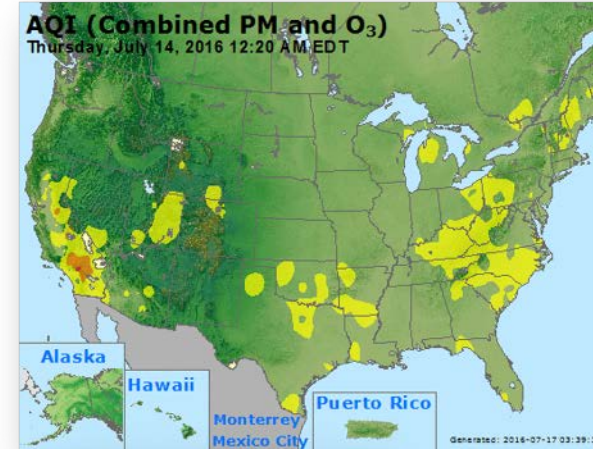 AQI (Combined PM and O₃)
Thursday, July 14, 2016 12:20 AM EDT
Alaska
Hawaii
Monterrey
Mexico City
Puerto Rico
Generated: 2016-07-17 03:39: